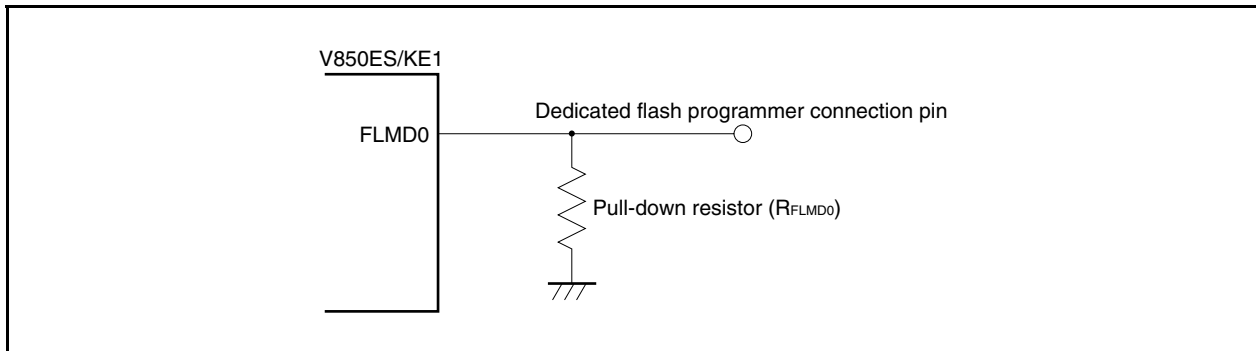 V850ES/KE1
Dedicated flash programmer connection pin
FLMD0
Pull-down resistor (RFLMD0)